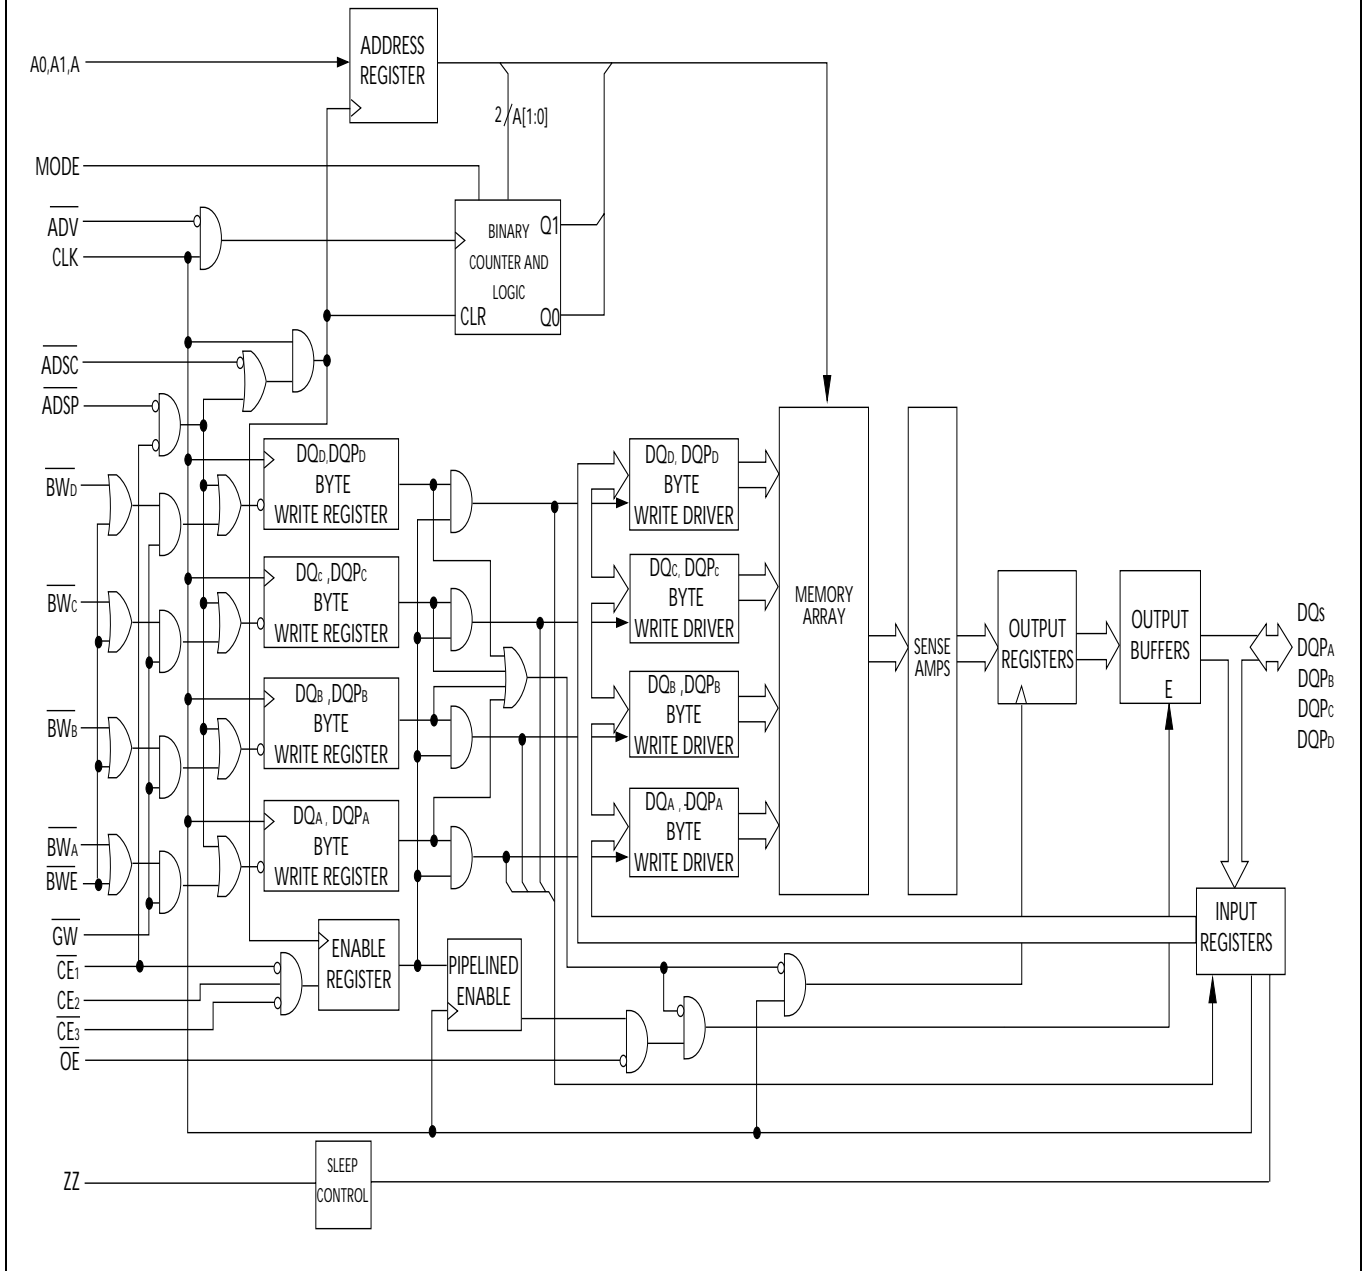 ADDRESS
REGISTER
A0,A1,A
2
A[1:0]
MODE
ADV
CLK
BINARY
COUNTER AND
LOGIC
Q1
CLR
Q0
ADSC
ADSP
BWD
BWC
BWB
BWA
BWE
GW
CE1
CE2
CE3
OE
ZZ
DQD,DQPD
BYTE
WRITE REGISTER
DQC ,DQPC
BYTE
WRITE REGISTER
DQB ,DQPB
BYTE
WRITE REGISTER
DQA , DQPA
BYTE
WRITE REGISTER
ENABLE
REGISTER
PIPELINED
ENABLE
SLEEP
CONTROL
DQD, DQPD
BYTE
WRITE DRIVER
DQC, DQPC
BYTE
WRITE DRIVER
DQB ,DQPB
BYTE
WRITE DRIVER
DQA , DQPA
BYTE
WRITE DRIVER
MEMORY
ARRAY
SENSE
AMPS
OUTPUT
REGISTERS
OUTPUT
BUFFERS
E
INPUT
REGISTERS
DQs
DQPA
DQPB
DQPC
DQPD